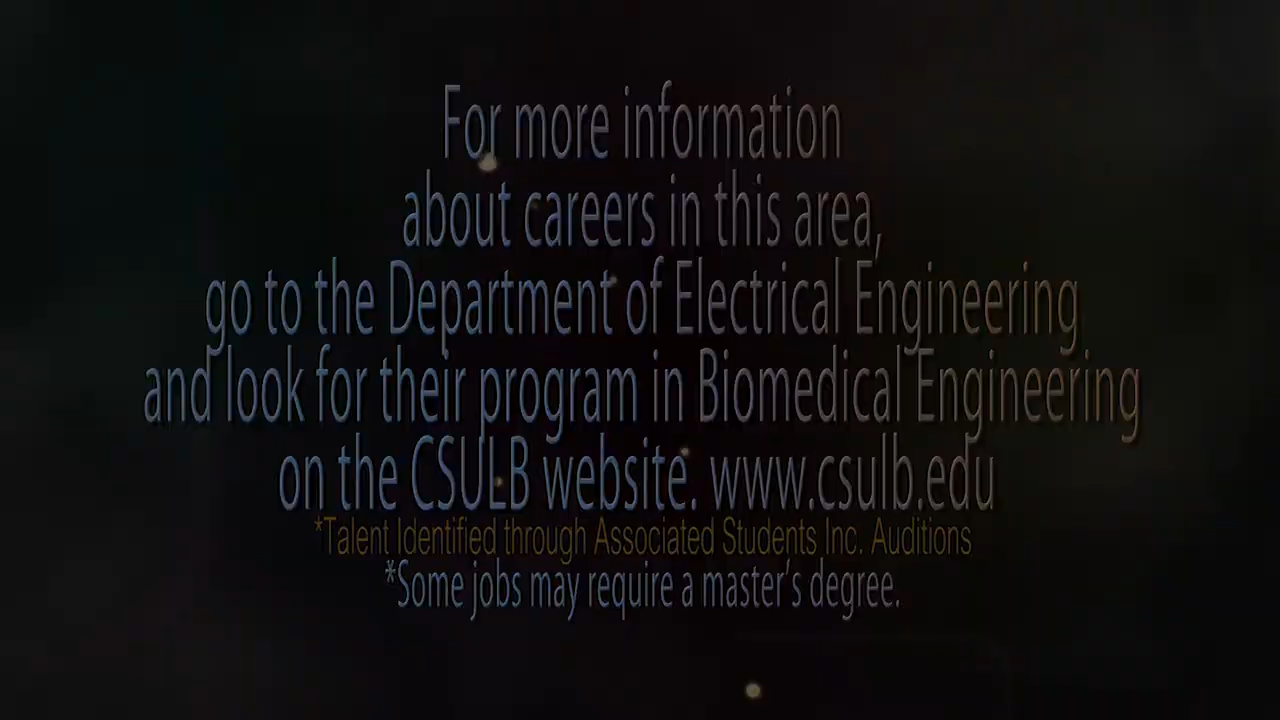 For more information
about careers in this area,
go to the Department of Electrical Engineering
and look for their program in Biomedical Engineering
on the CSULB website. www.csulb.edu
*Talent Identified through Associated Students Inc. Auditions
*Some jobs may require a master's degree.